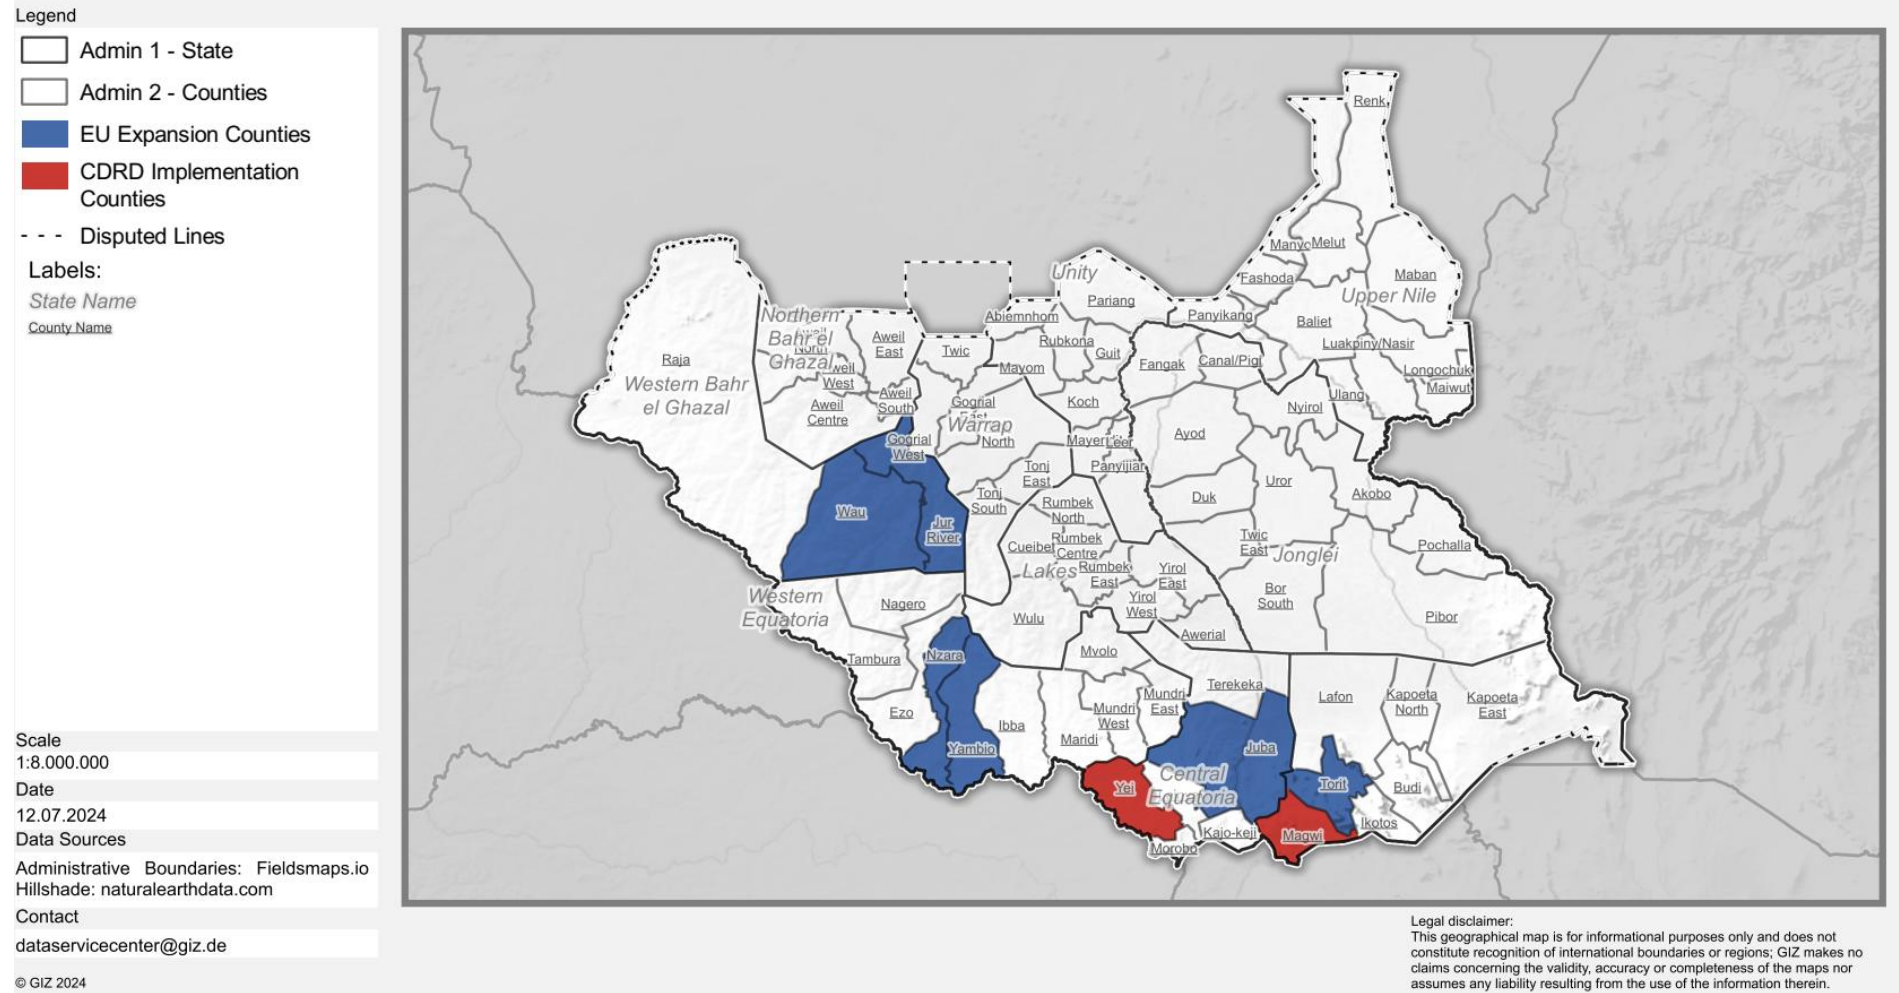 Legend
Admin 1 - State
Admin 2 - Counties
EU Expansion Counties
CDRD Implementation
Counties
Disputed Lines
Labels:
State Name
County Name
Scale
1:8.000.000
Date
12.07.2024
Data Sources
Administrative Boundaries: Fieldsmaps.io
Hillshade: naturalearthdata.com
Contact
dataservicecenter@giz.de
© GIZ 2024
Renk
Manyo
Melut
Fashoda
Maban
Upper Nile
Unity
Pariang
Panyikang
Baliet
Abiemnhom
Northern
Bahr el
Ghazal
North
Aweil
East
Rubkona
Guit
Luakpiny/Nasir
Raja
Twic
Mayom
Fangak
Canal/Pigi
Longochuk
Maiwut
Western Bahr
el Ghazal
West
Aweil
South
Aweil
Centre
Gogrial
East
Koch
Nyirol
Ulang
Warrap
North
Gogrial
West
Leer
Ayod
Panyijiar
Tonj
East
Tonj
South
Rumbek
North
Duk
Uror
Akobo
Wau
Jur
River
Cueibet
Rumbek
Centre
Lakes
Rumbek
East
Yirol
East
Yirol
West
Twic
East
Jonglei
Pochalla
Bor
South
Pibor
Western
Equatoria
Nagero
Wulu
Awerial
Tambura
Nzara
Mvolo
Terekeka
Mundri
East
Mundri
West
Lafon
Kapoeta
North
Kapoeta
East
Ezo
Ibba
Maridi
Yambio
Juba
Central
Equatoria
Yei
Torit
Budi
Kajo-keji
Magwi
Ikotos
Morobo
Legal disclaimer:
This geographical map is for informational purposes only and does not
constitute recognition of international boundaries or regions; GIZ makes no
claims concerning the validity, accuracy or completeness of the maps nor
assumes any liability resulting from the use of the information therein.